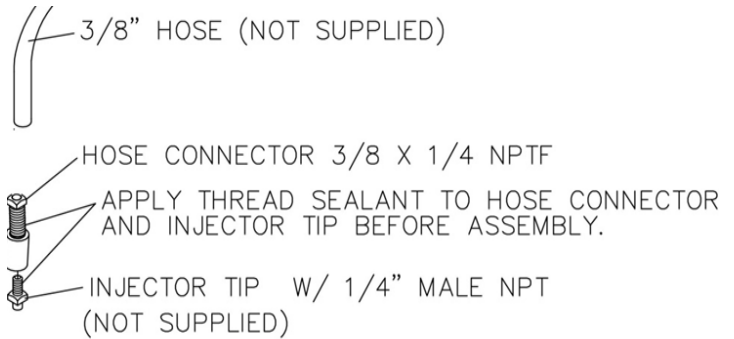 3/8” HOSE (NOT SUPPLIED)
HOSE CONNECTOR 3/8 X 1/4 NPTF
APPLY THREAD SEALANT TO HOSE CONNECTOR
AND INJECTOR TIP BEFORE ASSEMBLY.
INJECTOR TIP W/ 1/4” MALE NPT
(NOT SUPPLIED)